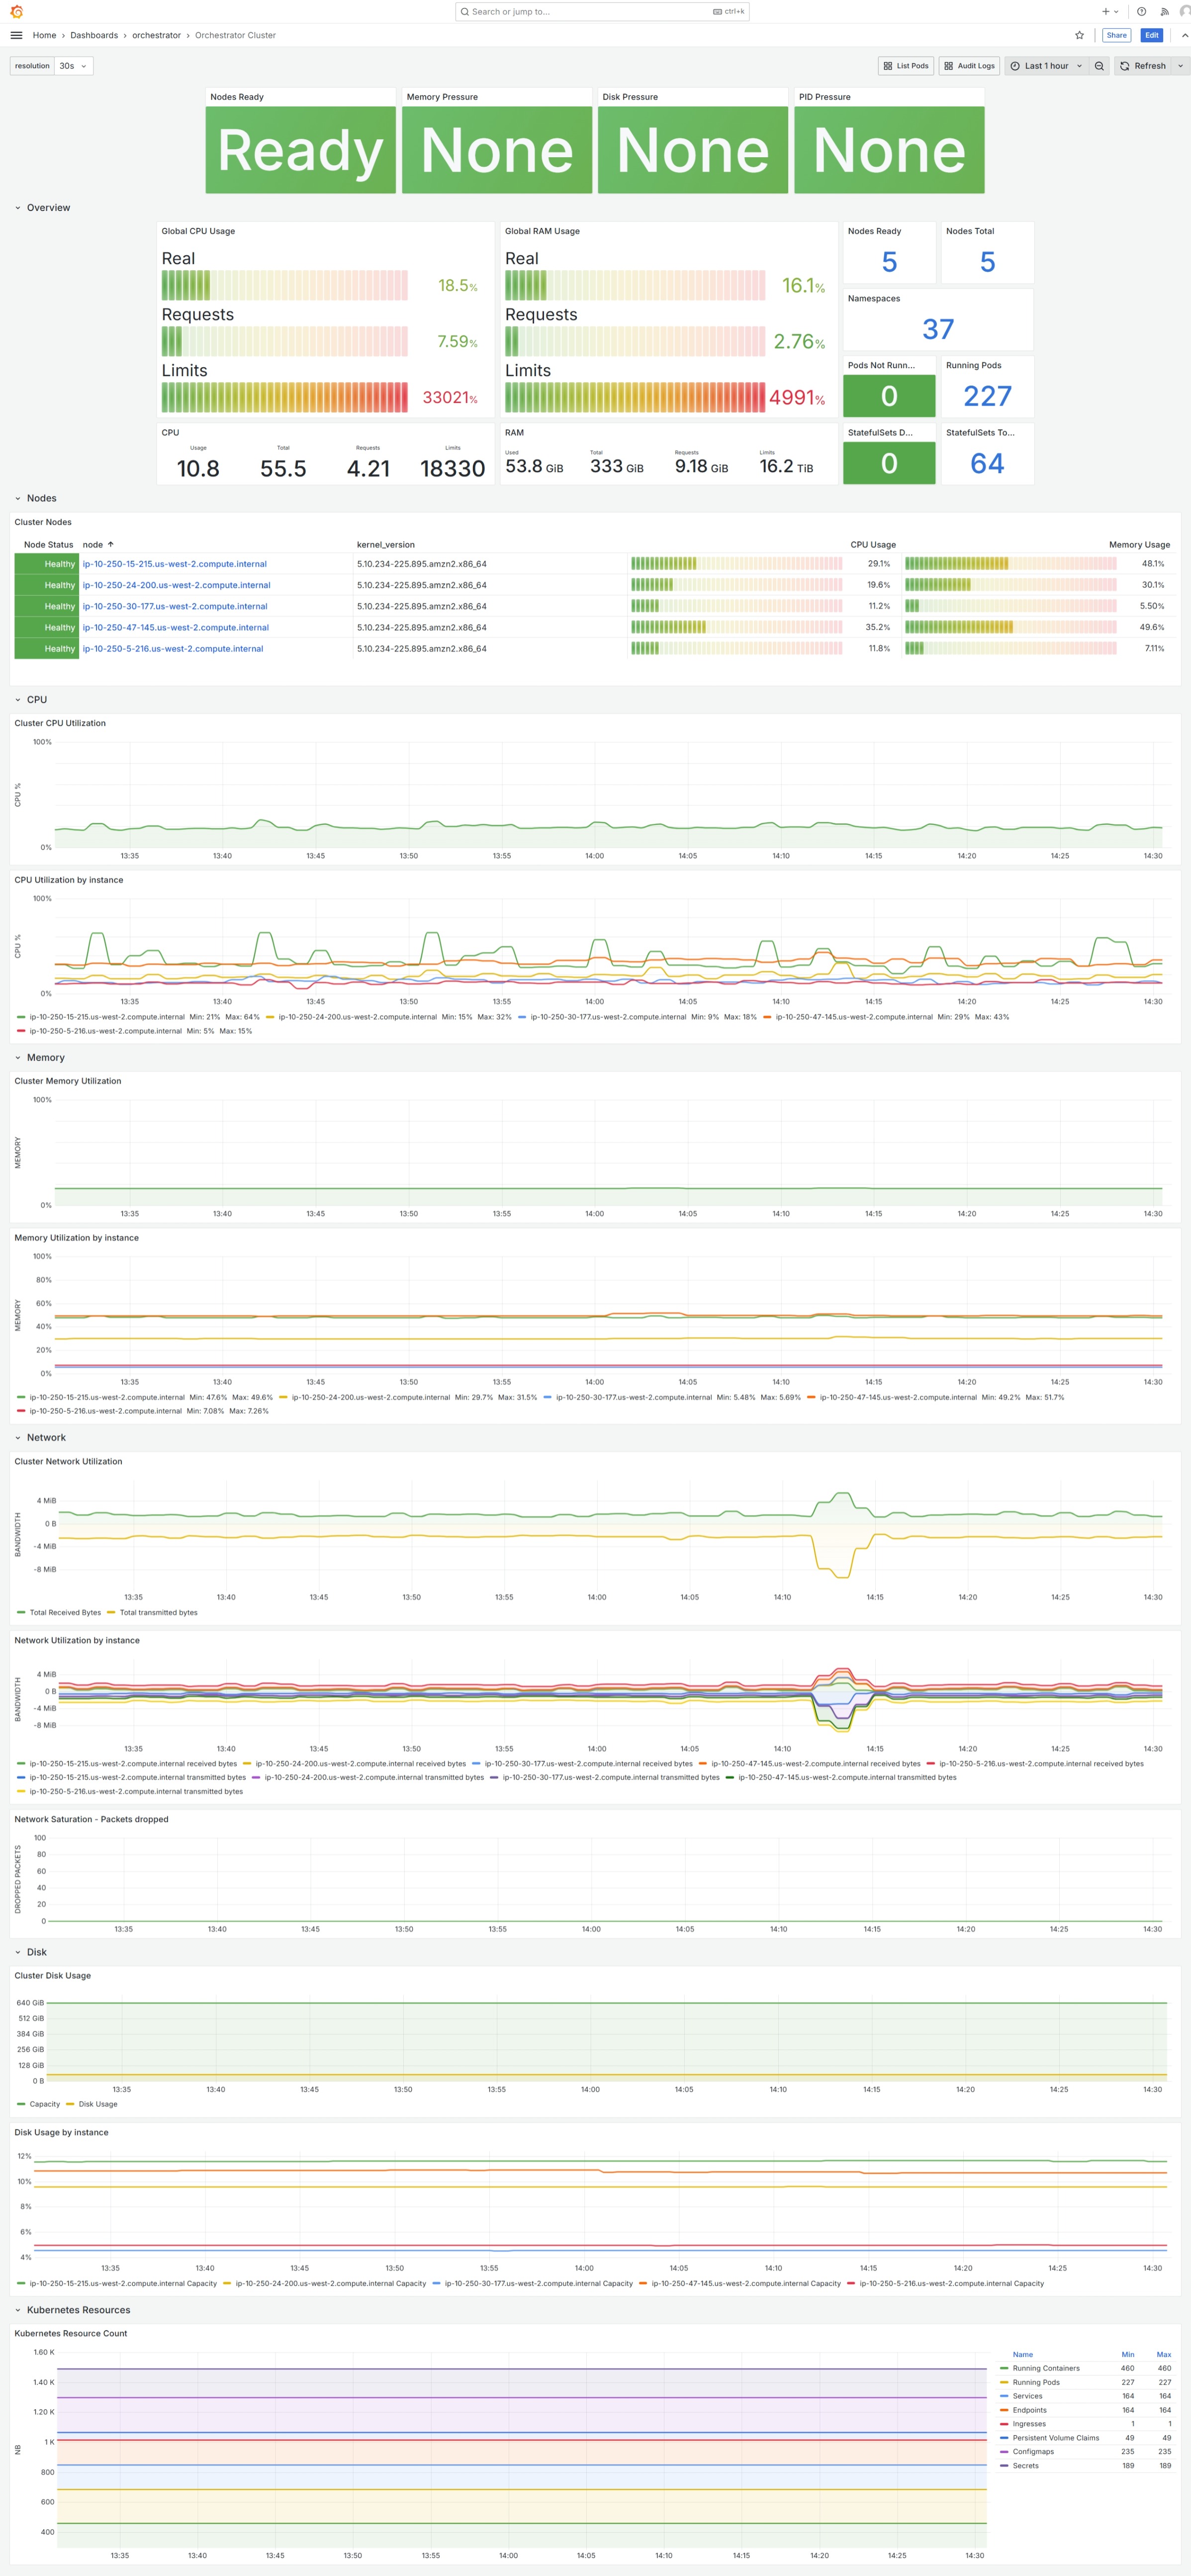 Search or jump to...
ctrl+k
Home › Dashboards › orchestrator › Orchestrator Cluster
Share
Edit
resolution 30s
List Pods
Audit Logs
Last 1 hour
Refresh
Nodes Ready
Memory Pressure
Disk Pressure
PID Pressure
Ready
None
None
None
Overview
Global CPU Usage
Real
18.5%
Requests
7.59%
Limits
33021%
Global RAM Usage
Real
16.1%
Requests
2.76%
Limits
4991%
Nodes Ready
5
Nodes Total
5
Namespaces
37
Pods Not Runn...
0
Running Pods
227
CPU
Usage Total Requests Limits
10.8 55.5 4.21 18330
RAM
Used Total Requests Limits
53.8 GiB 333 GiB 9.18 GiB 16.2 TiB
StatefulSets D...
0
StatefulSets To...
64
Nodes
Cluster Nodes
Node Status node kernel_version CPU Usage Memory Usage
Healthy ip-10-250-15-215.us-west-2.compute.internal 5.10.234-225.895.amzn2.x86_64 29.1% 48.1%
Healthy ip-10-250-24-200.us-west-2.compute.internal 5.10.234-225.895.amzn2.x86_64 19.6% 30.1%
Healthy ip-10-250-30-177.us-west-2.compute.internal 5.10.234-225.895.amzn2.x86_64 11.2% 5.50%
Healthy ip-10-250-47-145.us-west-2.compute.internal 5.10.234-225.895.amzn2.x86_64 35.2% 49.6%
Healthy ip-10-250-5-216.us-west-2.compute.internal 5.10.234-225.895.amzn2.x86_64 11.8% 7.11%
CPU
Cluster CPU Utilization
CPU %
100%
0%
13:35 13:40 13:45 13:50 13:55 14:00 14:05 14:10 14:15 14:20 14:25 14:30
CPU Utilization by instance
CPU %
100%
0%
13:35 13:40 13:45 13:50 13:55 14:00 14:05 14:10 14:15 14:20 14:25 14:30
ip-10-250-15-215.us-west-2.compute.internal Min: 21% Max: 64% ip-10-250-24-200.us-west-2.compute.internal Min: 15% Max: 32% ip-10-250-30-177.us-west-2.compute.internal Min: 9% Max: 18% ip-10-250-47-145.us-west-2.compute.internal Min: 29% Max: 43%
ip-10-250-5-216.us-west-2.compute.internal Min: 5% Max: 15%
Memory
Cluster Memory Utilization
MEMORY
100%
0%
13:35 13:40 13:45 13:50 13:55 14:00 14:05 14:10 14:15 14:20 14:25 14:30
Memory Utilization by instance
MEMORY
100%
80%
60%
40%
20%
0%
13:35 13:40 13:45 13:50 13:55 14:00 14:05 14:10 14:15 14:20 14:25 14:30
ip-10-250-15-215.us-west-2.compute.internal Min: 47.6% Max: 49.6% ip-10-250-24-200.us-west-2.compute.internal Min: 29.7% Max: 31.5% ip-10-250-30-177.us-west-2.compute.internal Min: 5.48% Max: 5.69% ip-10-250-47-145.us-west-2.compute.internal Min: 49.2% Max: 51.7%
ip-10-250-5-216.us-west-2.compute.internal Min: 7.08% Max: 7.26%
Network
Cluster Network Utilization
BANDWIDTH
4 MiB
0 B
-4 MiB
-8 MiB
13:35 13:40 13:45 13:50 13:55 14:00 14:05 14:10 14:15 14:20 14:25 14:30
Total Received Bytes Total transmitted bytes
Network Utilization by instance
BANDWIDTH
4 MiB
0 B
-4 MiB
-8 MiB
13:35 13:40 13:45 13:50 13:55 14:00 14:05 14:10 14:15 14:20 14:25 14:30
ip-10-250-15-215.us-west-2.compute.internal received bytes ip-10-250-24-200.us-west-2.compute.internal received bytes ip-10-250-30-177.us-west-2.compute.internal received bytes ip-10-250-47-145.us-west-2.compute.internal received bytes ip-10-250-5-216.us-west-2.compute.internal received bytes
ip-10-250-15-215.us-west-2.compute.internal transmitted bytes ip-10-250-24-200.us-west-2.compute.internal transmitted bytes ip-10-250-30-177.us-west-2.compute.internal transmitted bytes ip-10-250-47-145.us-west-2.compute.internal transmitted bytes
ip-10-250-5-216.us-west-2.compute.internal transmitted bytes
Network Saturation - Packets dropped
DROPPED PACKETS
100
80
60
40
20
0
13:35 13:40 13:45 13:50 13:55 14:00 14:05 14:10 14:15 14:20 14:25 14:30
Disk
Cluster Disk Usage
640 GiB
512 GiB
384 GiB
256 GiB
128 GiB
0 B
13:35 13:40 13:45 13:50 13:55 14:00 14:05 14:10 14:15 14:20 14:25 14:30
Capacity Disk Usage
Disk Usage by instance
12%
10%
8%
6%
4%
13:35 13:40 13:45 13:50 13:55 14:00 14:05 14:10 14:15 14:20 14:25 14:30
ip-10-250-15-215.us-west-2.compute.internal Capacity ip-10-250-24-200.us-west-2.compute.internal Capacity ip-10-250-30-177.us-west-2.compute.internal Capacity ip-10-250-47-145.us-west-2.compute.internal Capacity ip-10-250-5-216.us-west-2.compute.internal Capacity
Kubernetes Resources
Kubernetes Resource Count
NB
1.60 K
1.40 K
1.20 K
1 K
800
600
400
13:35 13:40 13:45 13:50 13:55 14:00 14:05 14:10 14:15 14:20 14:25 14:30
Name Min Max
Running Containers 460 460
Running Pods 227 227
Services 164 164
Endpoints 164 164
Ingresses 1 1
Persistent Volume Claims 49 49
Configmaps 235 235
Secrets 189 189